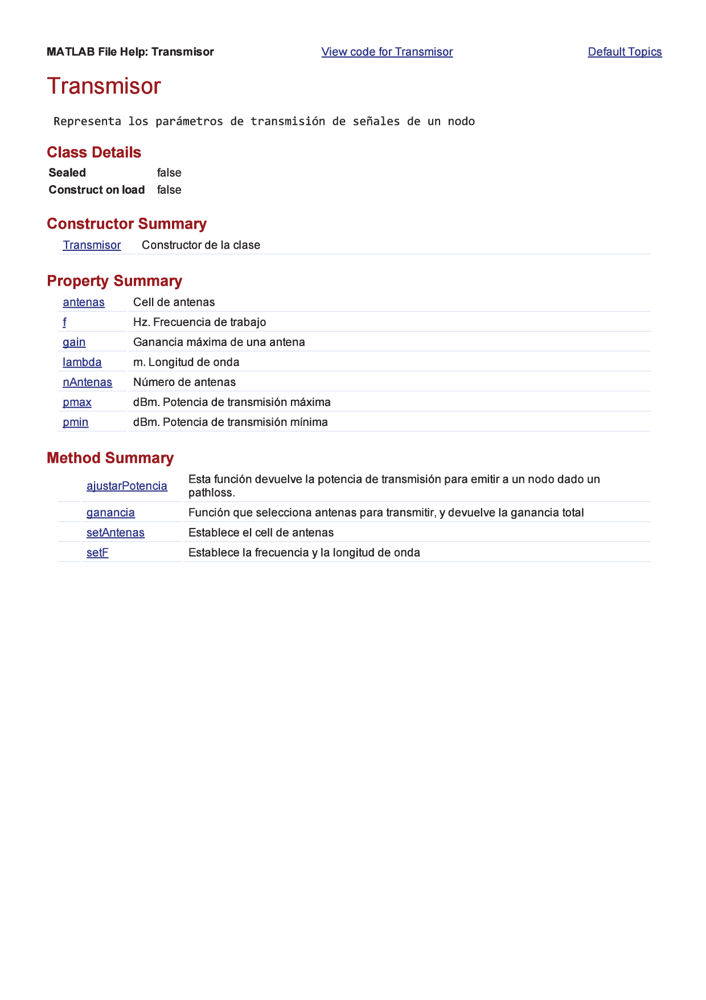 MATLAB File Help: Transmisor View code for Transmisor Default Topics
Transmisor
Representa los parámetros de transmisión de señales de un nodo
Class Details
Sealed false
Construct on load false
Constructor Summary
Transmisor Constructor de la clase
Property Summary
antenas Cell de antenas
f Hz. Frecuencia de trabajo
gain Ganancia máxima de una antena
lambda m. Longitud de onda
nAntenas Número de antenas
pmax dBm. Potencia de transmisión máxima
pmin dBm. Potencia de transmisión mínima
Method Summary
ajustarPotencia Esta función devuelve la potencia de transmisión para emitir a un nodo dado un
pathloss.
ganancia Función que selecciona antenas para transmitir, y devuelve la ganancia total
setAntenas Establece el cell de antenas
setF Establece la frecuencia y la longitud de onda